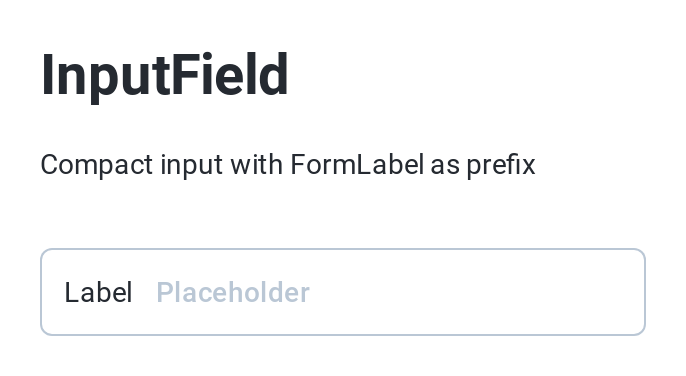 InputField
Compact input with FormLabel as prefix
Label Placeholder